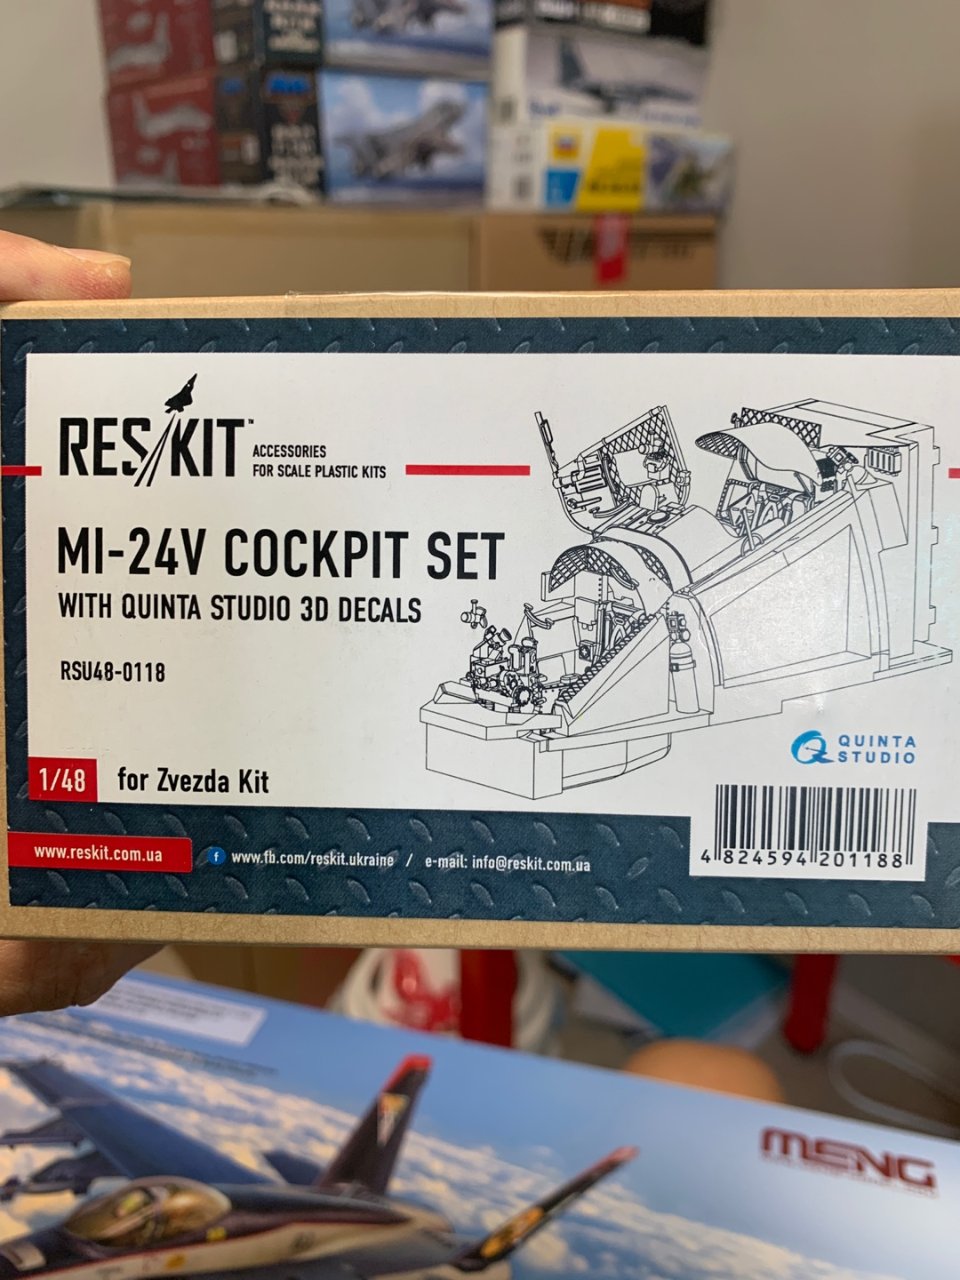 RESKIT™
ACCESSORIES
FOR SCALE PLASTIC KITS
MI-24V COCKPIT SET
WITH QUINTA STUDIO 3D DECALS
RSU48-0118
1/48 for Zvezda Kit
QUINTA
STUDIO
4 824594 201188
www.reskit.com.ua
f www.fb.com/reskit.ukraine / e-mail: info@reskit.com.ua
MENG